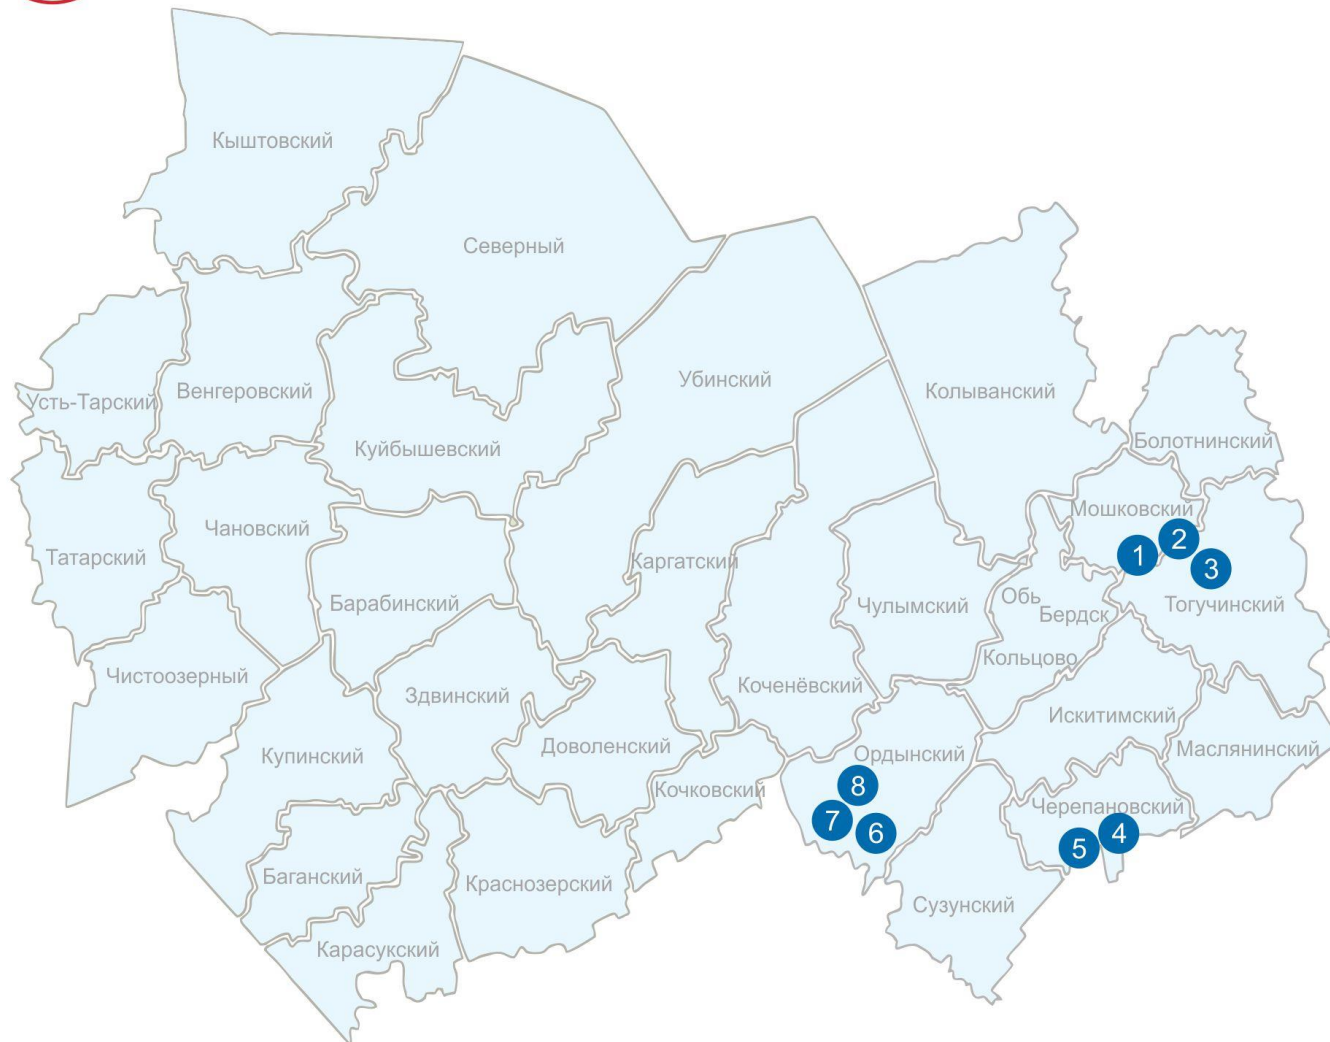 Кыштовский
Северный
Усть-Тарский
Венгеровский
Убинский
Колыванский
Куйбышевский
Болотнинский
Татарский
Чановский
Мошковский
1
2
3
Барабинский
Каргатский
Чулымский
Обь
Бердск
Тогучинский
Чистоозерный
Здвинский
Коченёвский
Кольцово
Искитимский
Маслянинский
Купинский
Доволенский
Кочковский
Ордынский
8
7
6
Черепановский
5
4
Баганский
Краснозерский
Сузунский
Карасукский